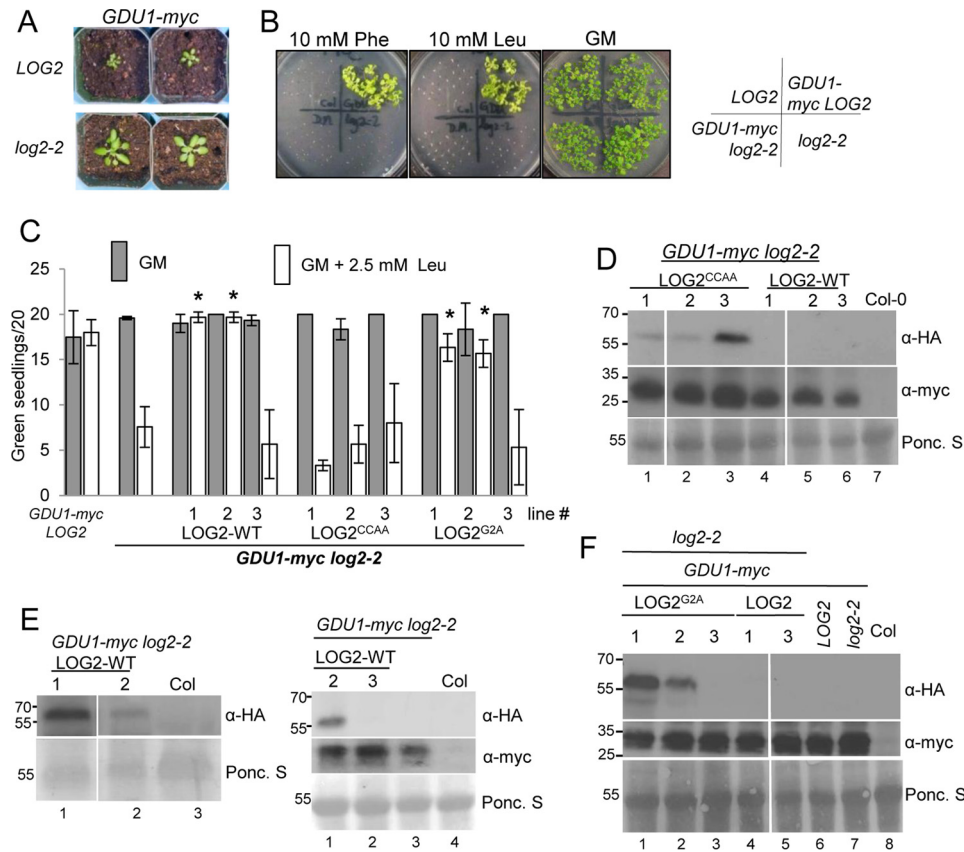 A
GDU1-myc
LOG2
log2-2
B
10 mM Phe
10 mM Leu
GM
Col
D.M.
log2-2
Col
D.M.
log2-2
LOG2
GDU1-
myc LOG2
GDU1-myc
log2-2
log2-2
C
GM
GM + 2.5 mM Leu
Green seedlings/20
25
20
15
10
5
0
* * * *
GDU1-myc
LOG2
1 2 3 1 2 3 1 2 3 line #
LOG2-WT LOG2CCAA LOG2G2A
GDU1-myc log2-2
D
GDU1-myc log2-2
LOG2CCAA LOG2-WT
1 2 3 1 2 3 Col-0
70
55
α-HA
35
25
α-myc
55
Ponc. S
1 2 3 4 5 6 7
E
GDU1-myc log2-2
LOG2-WT
1 2 Col
70
55
α-HA
55
Ponc. S
1 2 3
GDU1-myc log2-2
LOG2-WT
2 3 Col
70
55
α-HA
α-myc
55
Ponc. S
1 2 3 4
F
log2-2
GDU1-myc
LOG2G2A LOG2
1 2 3 1 3 LOG2 log2-2 Col
70
55
α-HA
35
25
α-myc
55
Ponc. S
1 2 3 4 5 6 7 8